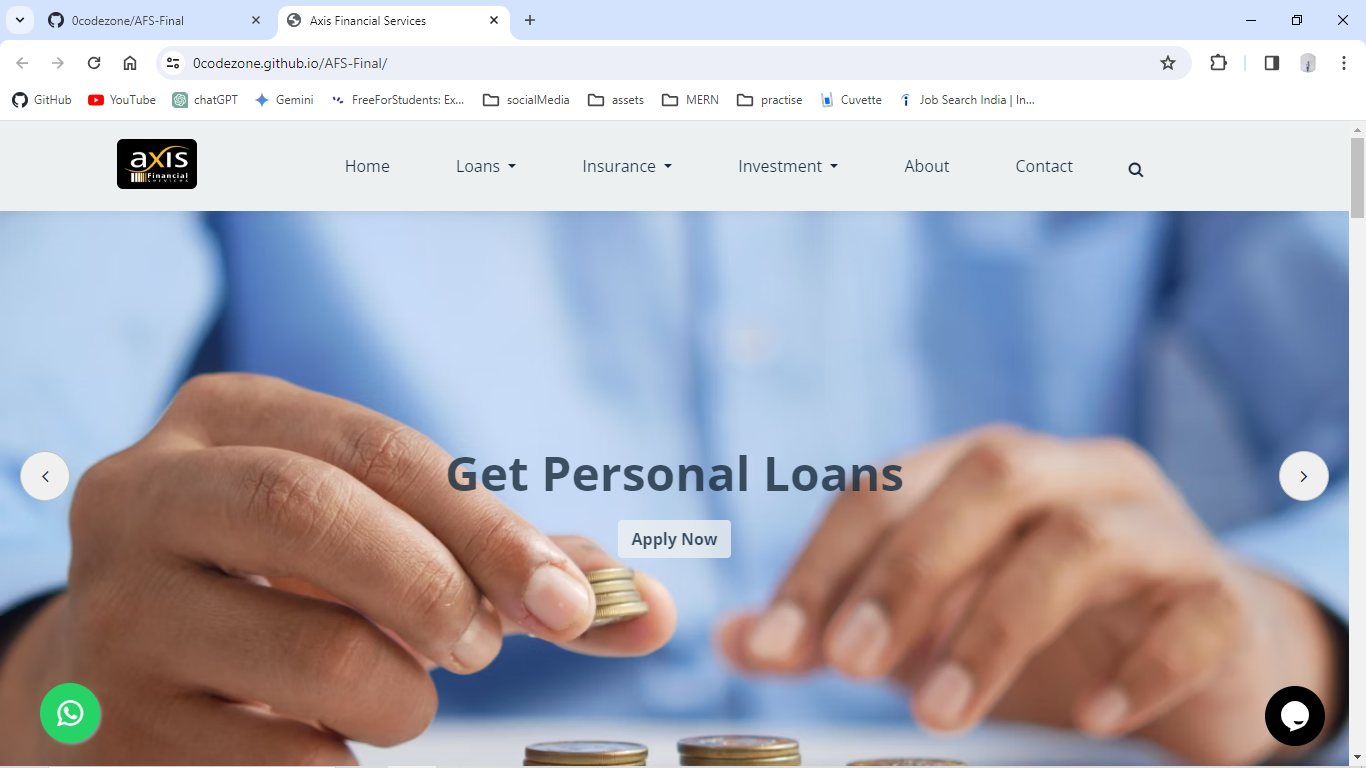 0codezone/AFS-Final
Axis Financial Services
0codezone.github.io/AFS-Final/
GitHub
YouTube
chatGPT
Gemini
FreeForStudents: Ex...
socialMedia
assets
MERN
practise
Cuvette
Job Search India | In...
axis
Financial
services
Home
Loans
Insurance
Investment
About
Contact
Get Personal Loans
Apply Now